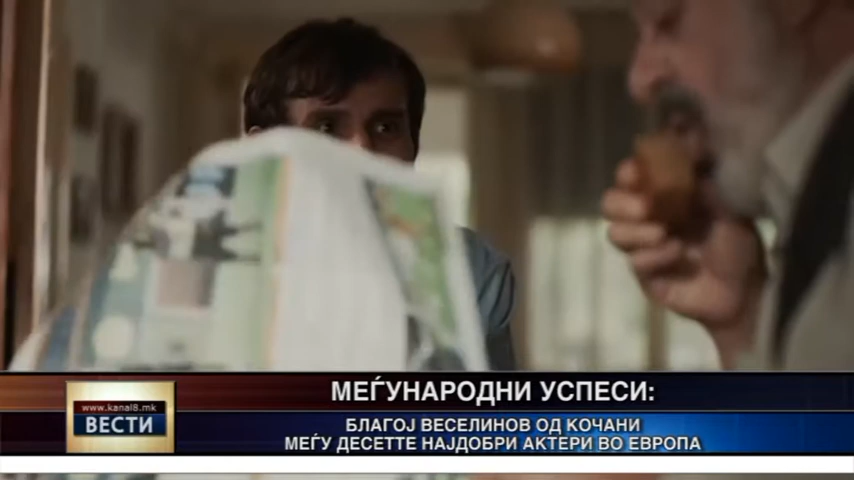 МЕЃУНАРОДНИ УСПЕСИ:
www.kanal8.mk
ВЕСТИ
БЛАГОЈ ВЕСЕЛИНОВ ОД КОЧАНИ
МЕЃУ ДЕСЕТТЕ НАЈДОБРИ АКТЕРИ ВО ЕВРОПА